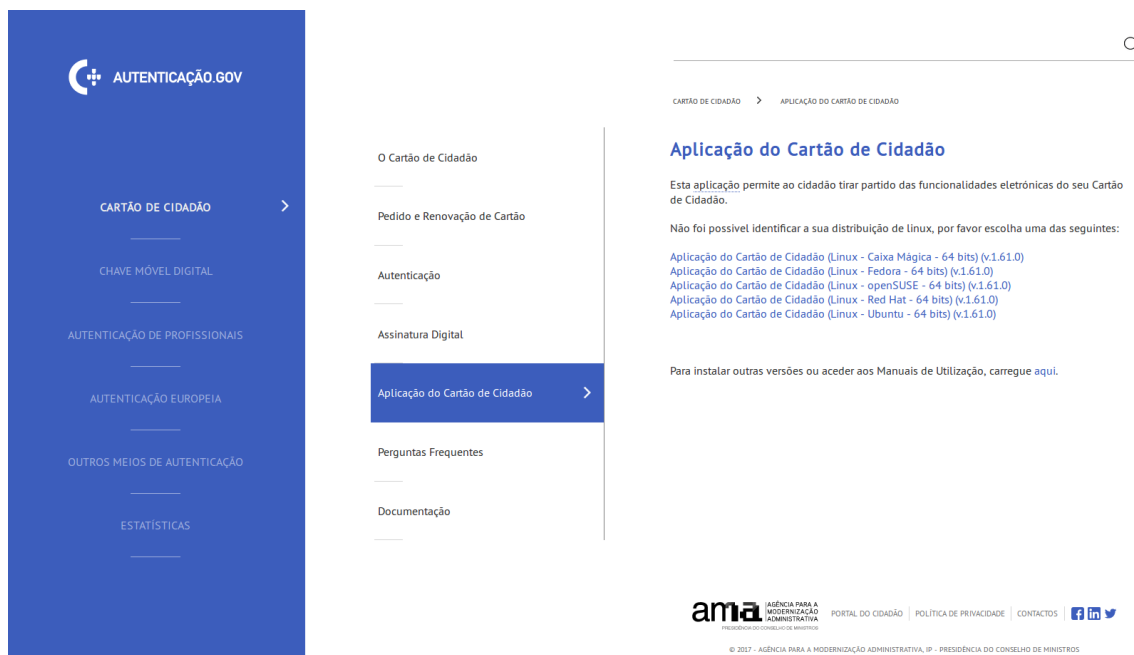 AUTENTICAÇÃO.GOV
CARTÃO DE CIDADÃO
CHAVE MÓVEL DIGITAL
AUTENTICAÇÃO DE PROFISSIONAIS
AUTENTICAÇÃO EUROPEIA
OUTROS MEIOS DE AUTENTICAÇÃO
ESTATÍSTICAS
O Cartão de Cidadão
Pedido e Renovação de Cartão
Autenticação
Assinatura Digital
Aplicação do Cartão de Cidadão
Perguntas Frequentes
Documentação
CARTÃO DE CIDADÃO > APLICAÇÃO DO CARTÃO DE CIDADÃO
Aplicação do Cartão de Cidadão
Esta aplicação permite ao cidadão tirar partido das funcionalidades eletrónicas do seu Cartão
de Cidadão.
Não foi possivel identificar a sua distribuição de linux, por favor escolha uma das seguintes:
Aplicação do Cartão de Cidadão (Linux - Caixa Mágica - 64 bits) (v.1.61.0)
Aplicação do Cartão de Cidadão (Linux - Fedora - 64 bits) (v.1.61.0)
Aplicação do Cartão de Cidadão (Linux - openSUSE - 64 bits) (v.1.61.0)
Aplicação do Cartão de Cidadão (Linux - Red Hat - 64 bits) (v.1.61.0)
Aplicação do Cartão de Cidadão (Linux - Ubuntu - 64 bits) (v.1.61.0)
Para instalar outras versões ou aceder aos Manuais de Utilização, carregue aqui.
ama
AGÊNCIA PARA A
MODERNIZAÇÃO
ADMINISTRATIVA
PRESIDÊNCIA DO CONSELHO DE MINISTROS
PORTAL DO CIDADÃO | POLÍTICA DE PRIVACIDADE | CONTACTOS
© 2017 - AGÊNCIA PARA A MODERNIZAÇÃO ADMINISTRATIVA, IP - PRESIDÊNCIA DO CONSELHO DE MINISTROS